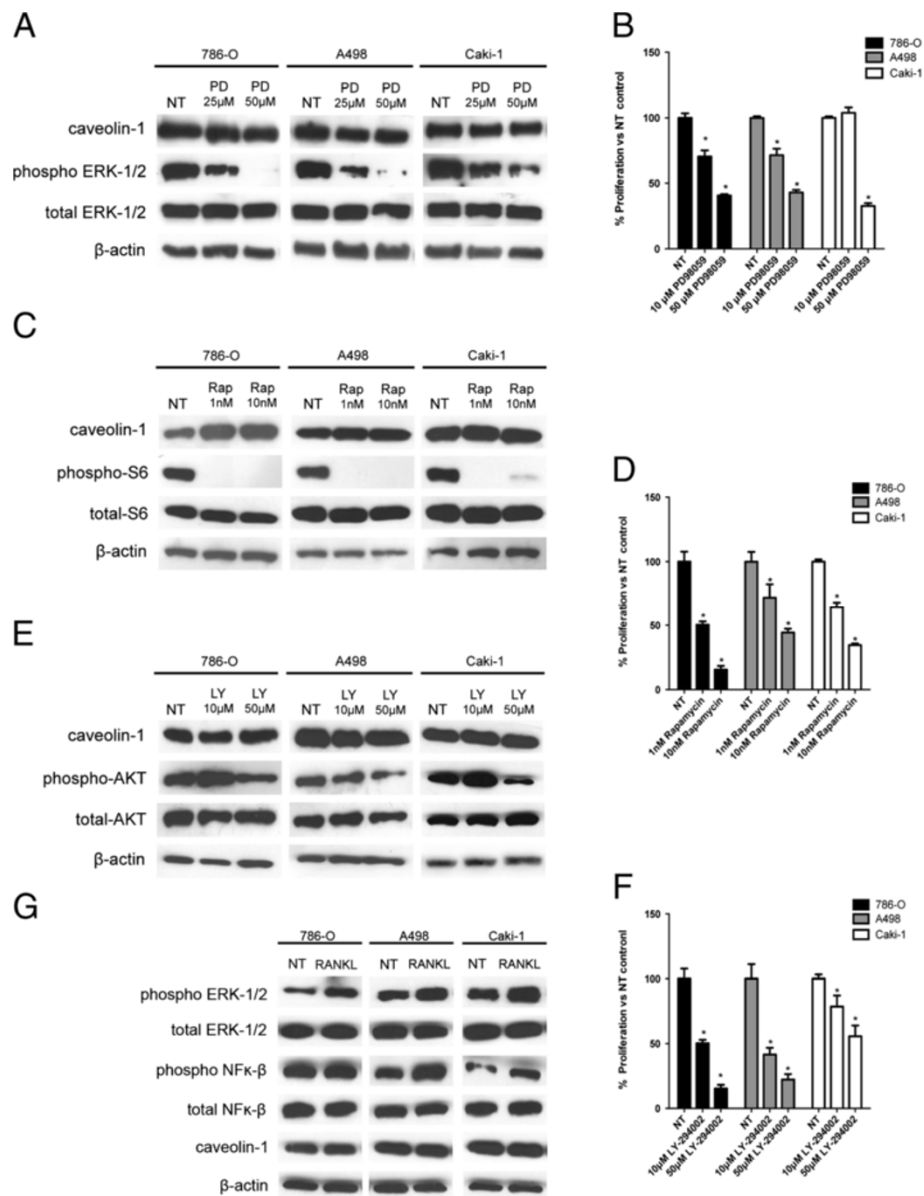 A
786-O
A498
Caki-1
NT
PD
25µM
PD
50µM
NT
PD
25µM
PD
50µM
NT
PD
25µM
PD
50µM
caveolin-1
phospho ERK-1/2
total ERK-1/2
β-actin
B
786-O
A498
Caki-1
% Proliferation vs NT control
150
100
50
0
NT
10 µM PD98059
50 µM PD98059
NT
10 µM PD98059
50 µM PD98059
NT
10 µM PD98059
50 µM PD98059
C
786-O
A498
Caki-1
NT
Rap
1nM
Rap
10nM
NT
Rap
1nM
Rap
10nM
NT
Rap
1nM
Rap
10nM
caveolin-1
phospho-S6
total-S6
β-actin
D
786-O
A498
Caki-1
% Proliferation vs NT control
150
100
50
0
NT
1nM Rapamycin
10nM Rapamycin
NT
1nM Rapamycin
10nM Rapamycin
NT
1nM Rapamycin
10nM Rapamycin
E
786-O
A498
Caki-1
NT
LY
10µM
LY
50µM
NT
LY
10µM
LY
50µM
NT
LY
10µM
LY
50µM
caveolin-1
phospho-AKT
total-AKT
β-actin
F
786-O
A498
Caki-1
% Proliferation vs NT contronl
150
100
50
0
NT
10µM LY-294002
50µM LY-294002
NT
10µM LY-294002
50µM LY-294002
NT
10µM LY-294002
50µM LY-294002
G
786-O
A498
Caki-1
NT
RANKL
NT
RANKL
NT
RANKL
phospho ERK-1/2
total ERK-1/2
phospho NFκ-β
total NFκ-β
caveolin-1
β-actin